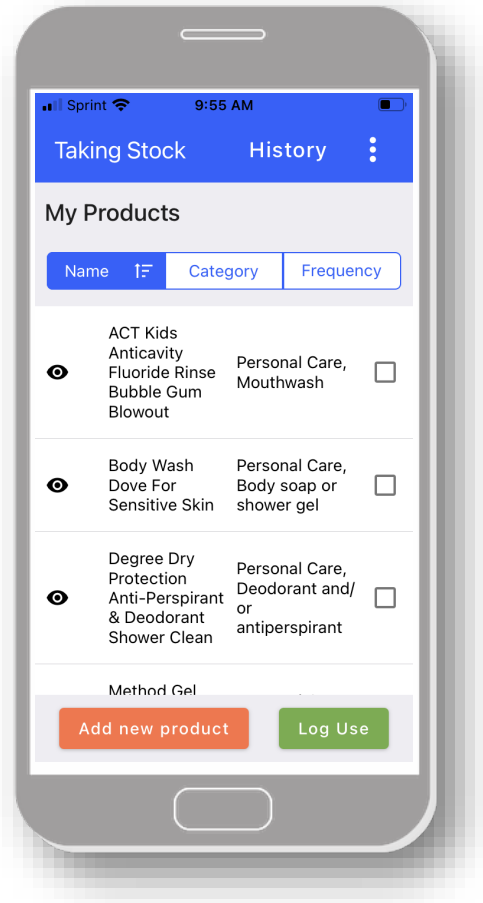 Sprint 9:55 AM
Taking Stock History
My Products
Name Category Frequency
ACT Kids
Anticavity
Fluoride Rinse
Bubble Gum
Blowout
Personal Care,
Mouthwash
Body Wash
Dove For
Sensitive Skin
Personal Care,
Body soap or
shower gel
Degree Dry
Protection
Anti-Perspirant
& Deodorant
Shower Clean
Personal Care,
Deodorant and/
or
antiperspirant
Method Gel
Add new product Log Use